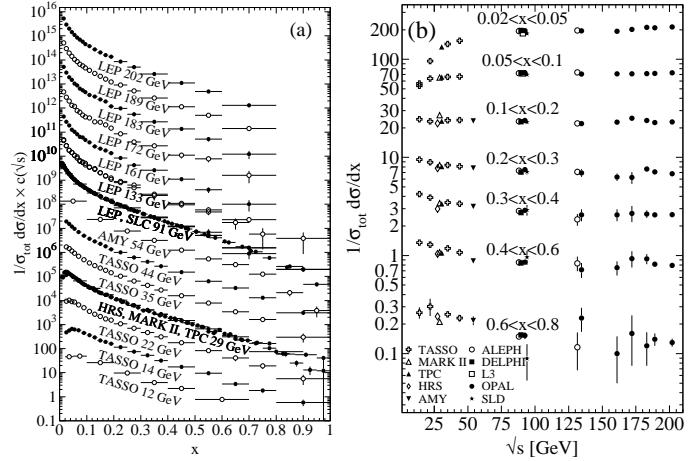 (a)
1/σtot dσ/dx × c(√s)
10^16
10^15
10^14
10^13
10^12
10^11
10^10
10^9
10^8
10^7
10^6
10^5
10^4
10^3
100
10
1
0.1
LEP 202 GeV
LEP 189 GeV
LEP 183 GeV
LEP 172 GeV
LEP 161 GeV
LEP 133 GeV
LEP, SLC 91 GeV
AMY 54 GeV
TASSO 44 GeV
TASSO 35 GeV
HRS, MARK II, TPC 29 GeV
TASSO 22 GeV
TASSO 14 GeV
TASSO 12 GeV
0 0.1 0.2 0.3 0.4 0.5 0.6 0.7 0.8 0.9 1
x
(b)
1/σtot dσ/dx
200
100
70
50
20
10
7
5
2
1
0.7
0.5
0.2
0.1
0.02<x<0.05
0.05<x<0.1
0.1<x<0.2
0.2<x<0.3
0.3<x<0.4
0.4<x<0.6
0.6<x<0.8
TASSO ALEPH
MARK II DELPHI
TPC L3
HRS OPAL
AMY SLD
25 50 75 100 125 150 175 200
√s [GeV]